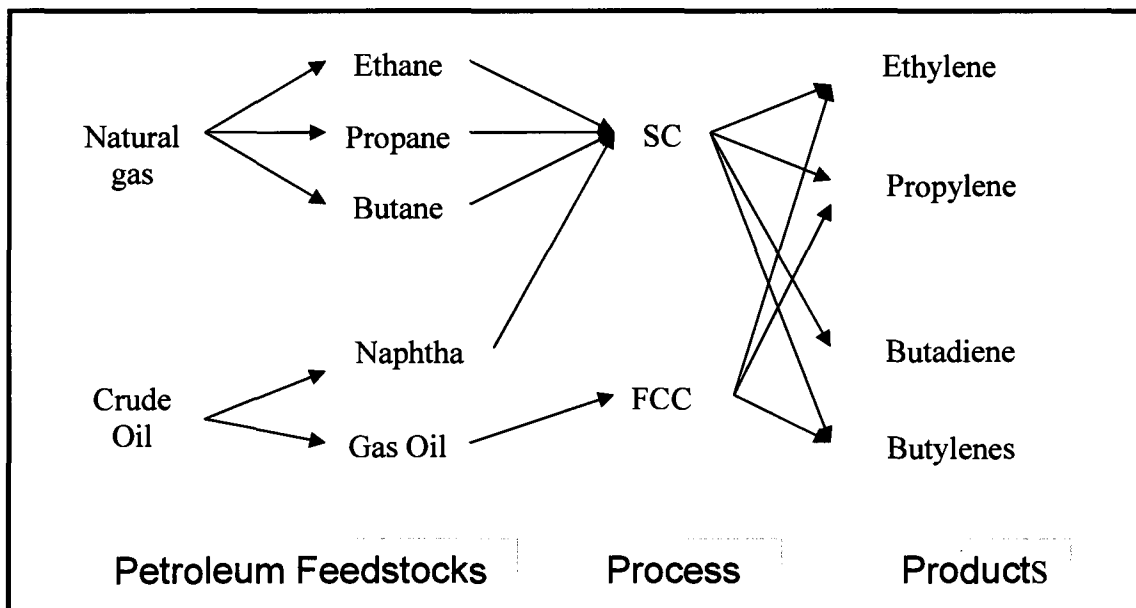 Ethane
Ethylene
Natural
gas
Propane
SC
Propylene
Butane
Naphtha
Butadiene
Crude
Oil
FCC
Gas Oil
Butylenes
Petroleum Feedstocks
Process
Products